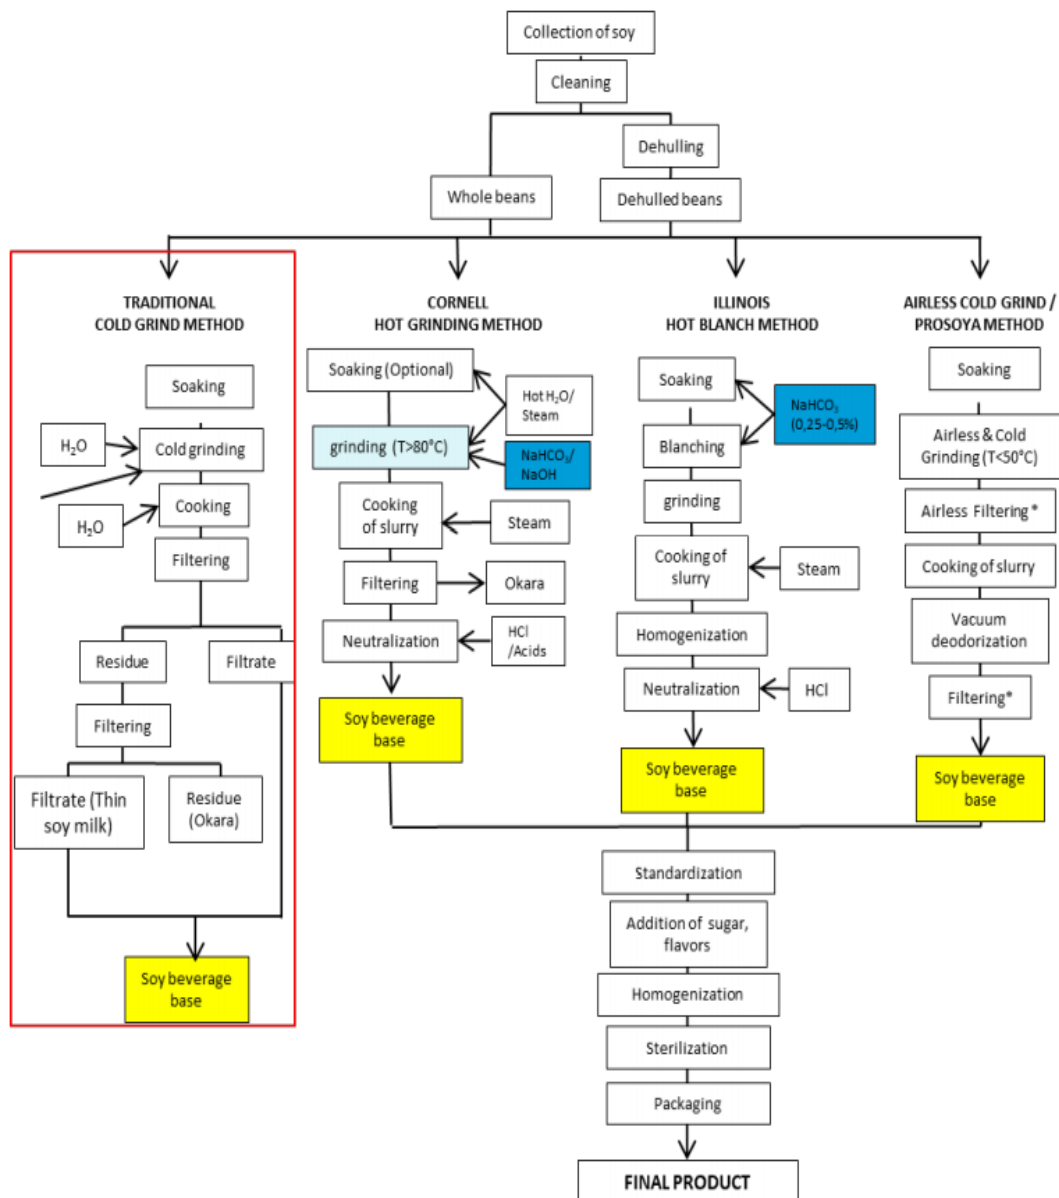 Collection of soy
Cleaning
Dehulling
Whole beans
Dehulled beans
TRADITIONAL
COLD GRIND METHOD
Soaking
H₂O
Cold grinding
H₂O
Cooking
Filtering
Residue
Filtrate
Filtering
Filtrate (Thin
soy milk)
Residue
(Okara)
Soy beverage
base
CORNELL
HOT GRINDING METHOD
Soaking (Optional)
Hot H₂O/
Steam
grinding (T>80°C)
NaHCO₃/
NaOH
Cooking
of slurry
Steam
Filtering
Okara
Neutralization
HCl
/Acids
Soy beverage
base
ILLINOIS
HOT BLANCH METHOD
Soaking
NaHCO₃
(0,25-0,5%)
Blanching
grinding
Cooking of
slurry
Steam
Homogenization
Neutralization
HCl
Soy beverage
base
AIRLESS COLD GRIND /
PROSOYA METHOD
Soaking
Airless & Cold
Grinding (T<50°C)
Airless Filtering*
Cooking of slurry
Vacuum
deodorization
Filtering*
Soy beverage
base
Standardization
Addition of sugar,
flavors
Homogenization
Sterilization
Packaging
FINAL PRODUCT